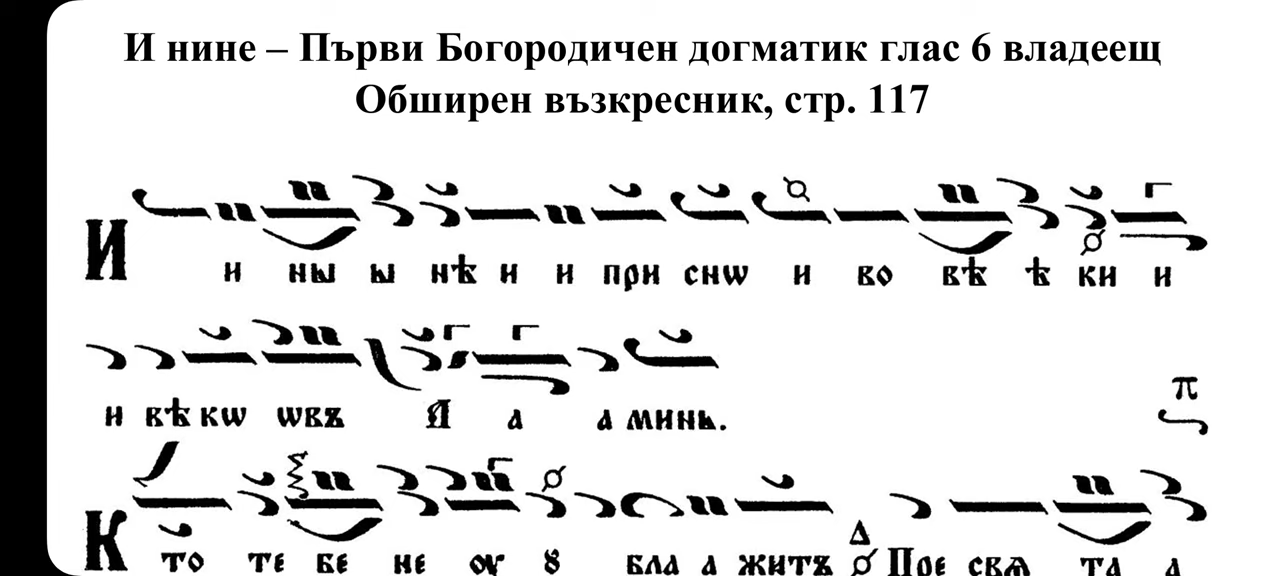 И нине – Първи Богородичен догматик глас 6 владеещ
Обширен възкресник, стр. 117
И и ны ы нѣ и и при снѡ и во вѣ ѣ ки и
и вѣ кѡ ѡвъ А а а минь.
π
К то те бе не оу ꙋ бла а житъ Δ Пре свѧ та а